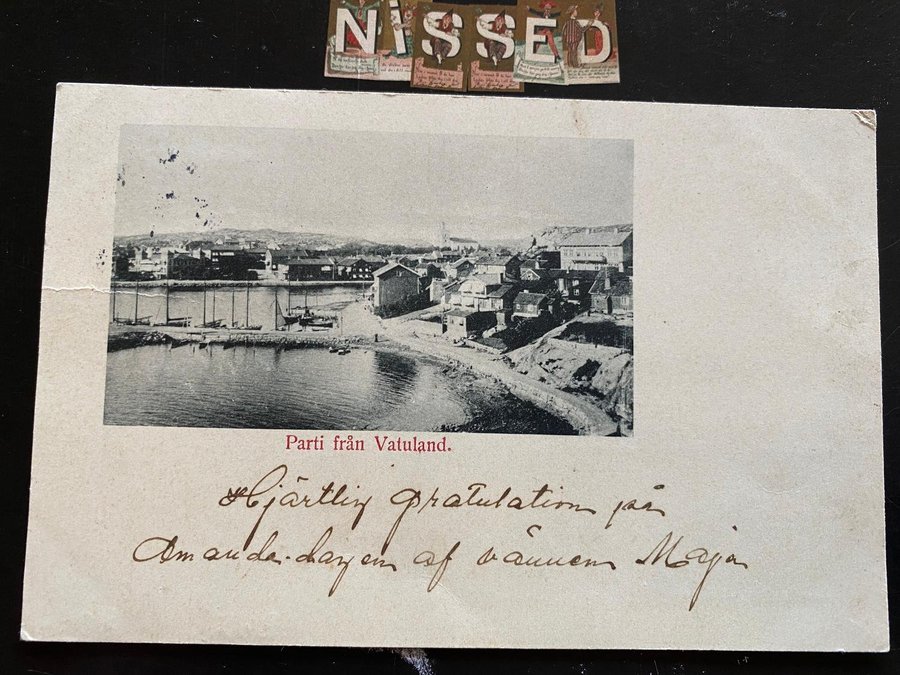 NiSSED
Parti från Vatuland.
Hjärtlig gratulation på
Amanda-dagen af vännen Maja